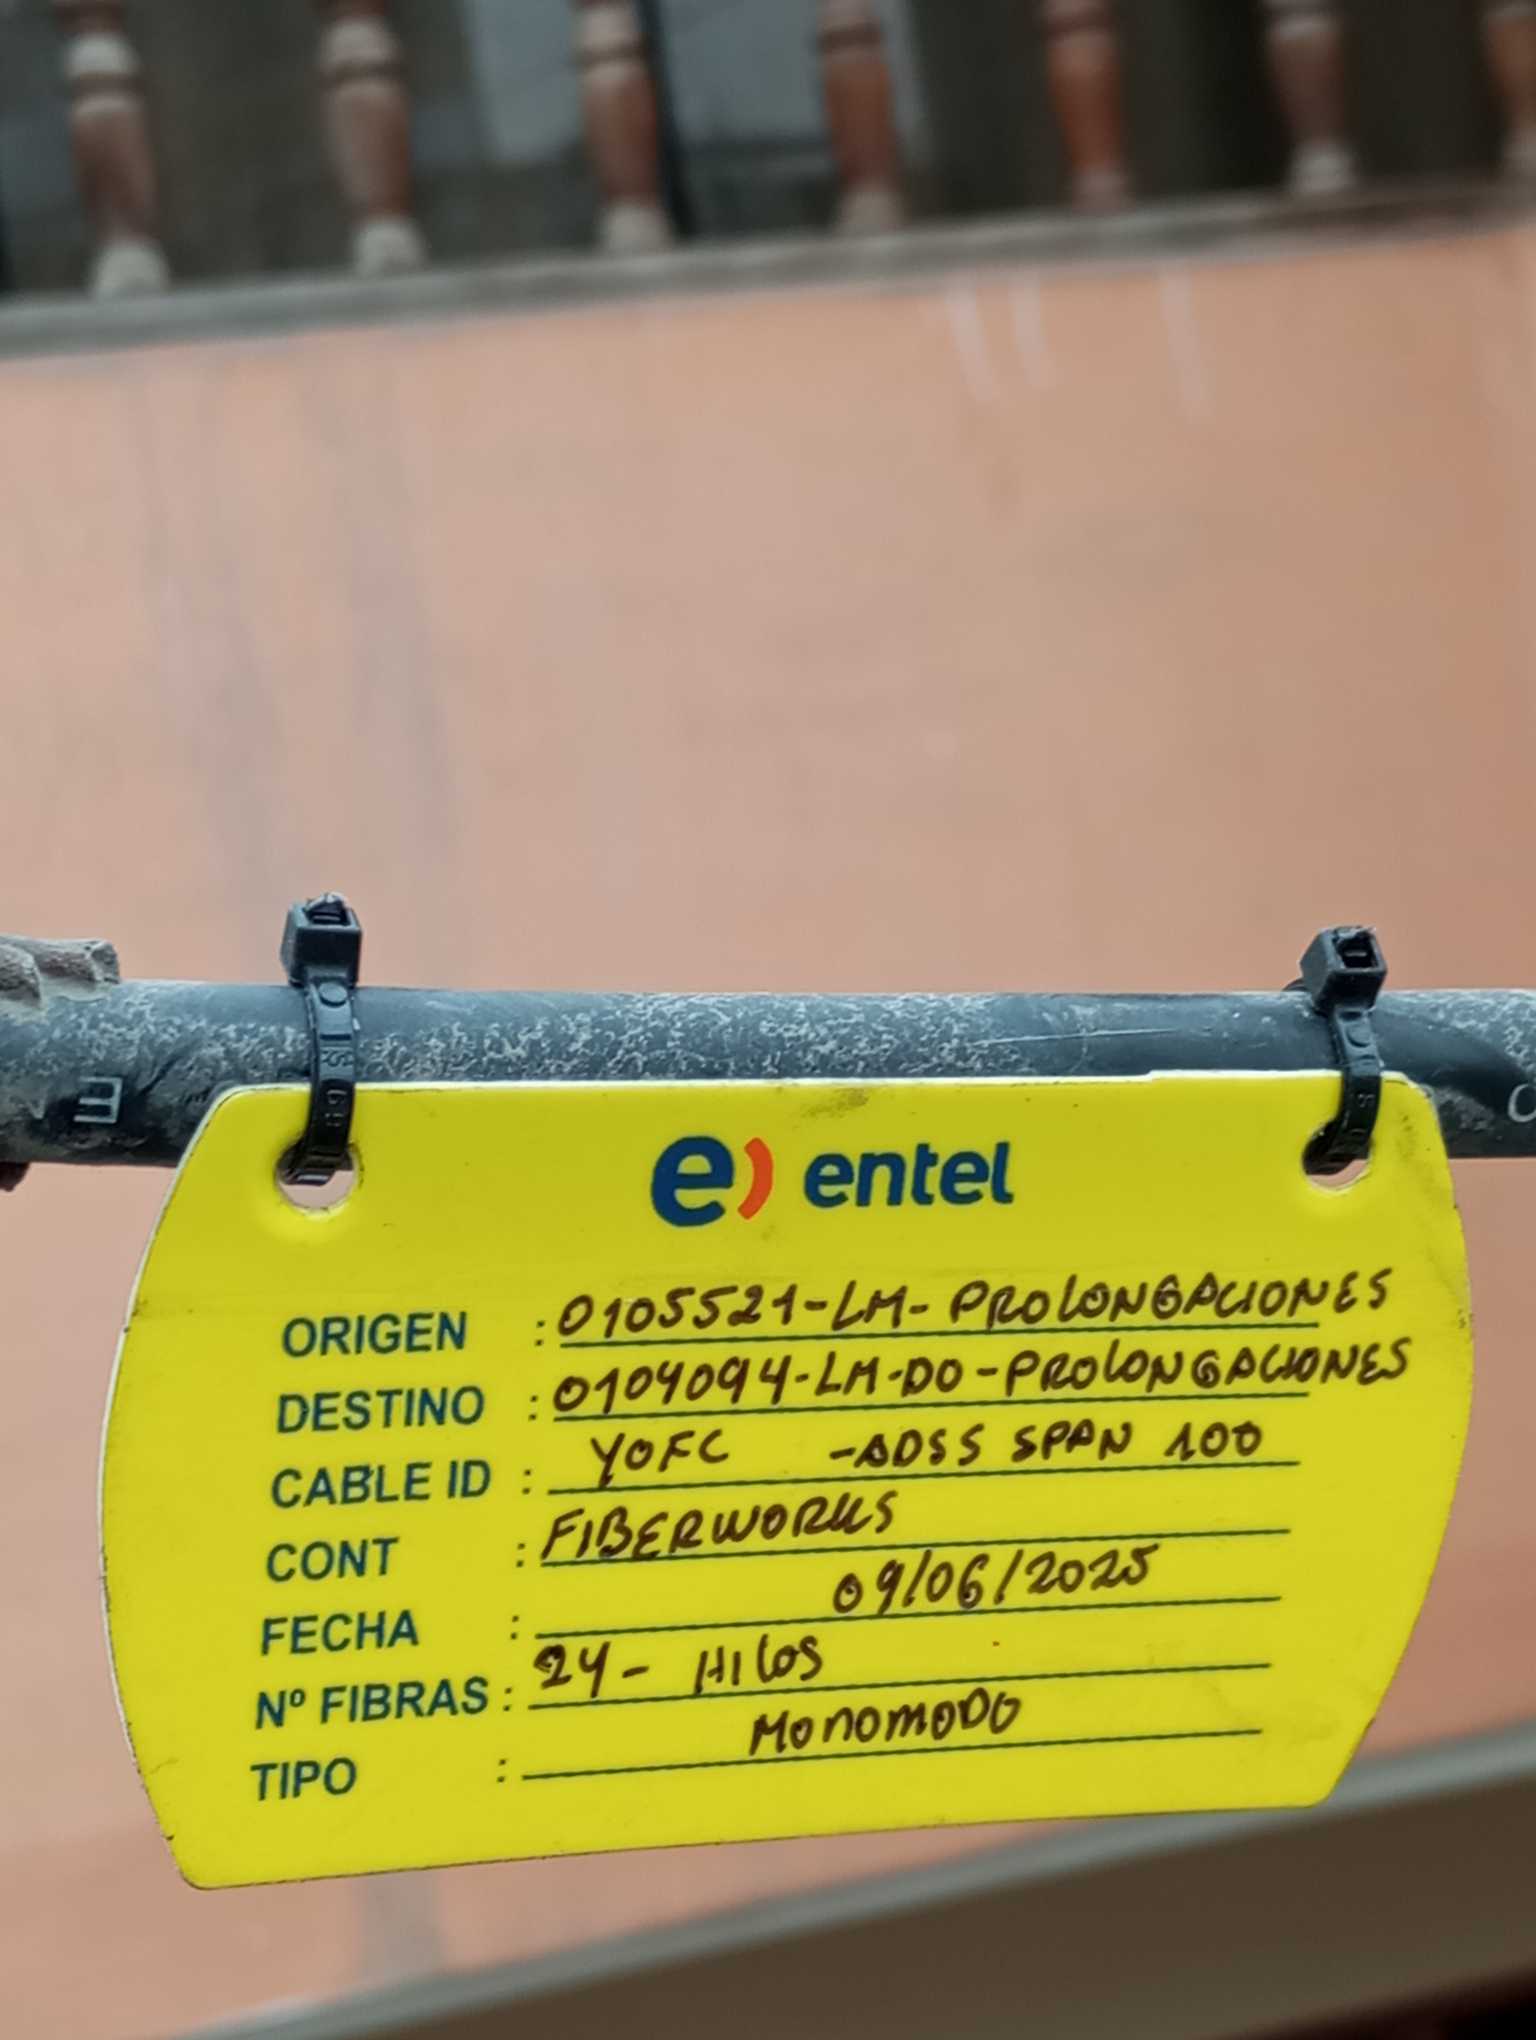 e) entel
ORIGEN : 0105521-LM-PROLONGACIONES
DESTINO : 0104094-LM-DO-PROLONGACIONES
CABLE ID : YOFC -ADSS SPAN 100
CONT : FIBERWORKS
FECHA : 09/06/2025
Nº FIBRAS : 24- HILOS
TIPO : MONOMODO